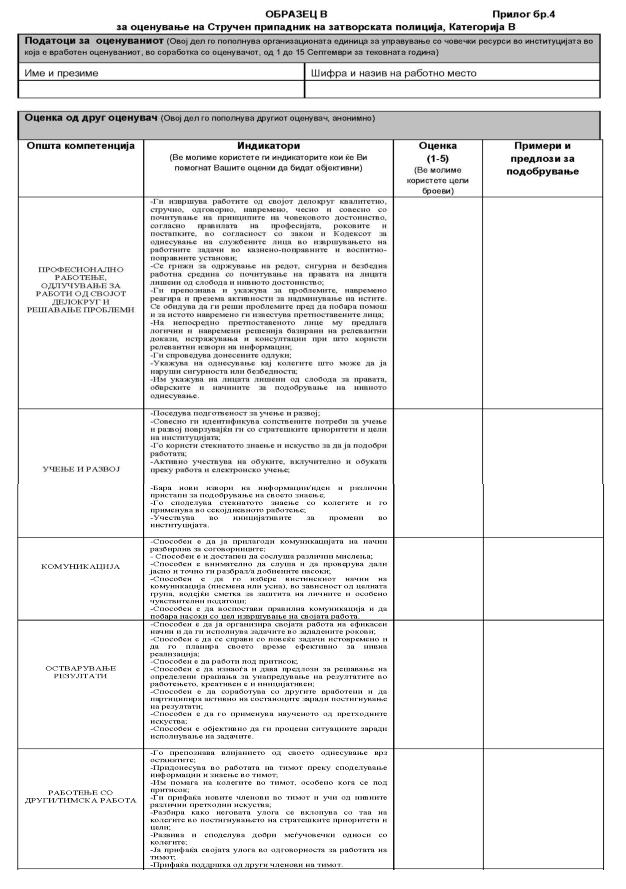 ОБРАЗЕЦ В
Прилог бр.4
за оценување на Стручен припадник на затворската полиција, Категорија В
Податоци за оценуваниот (Овој дел го пополнува организационата единица за управување со човечки ресурси во институцијата во
која е вработен оценуваниот, во соработка со оценувачот, од 1 до 15 Септември за тековната година)
Име и презиме
Шифра и назив на работно место
Оценка од друг оценувач (Овој дел го пополнува другиот оценувач, анонимно)
Општа компетенција
Индикатори
(Ве молиме користете ги индикаторите кои ќе Ви
помогнат Вашите оценки да бидат објективни)
Оценка
(1-5)
(Ве молиме
користете цели
броеви)
Примери и
предлози за
подобрување
ПРОФЕСИОНАЛНО
РАБОТЕЊЕ,
ОДЛУЧУВАЊЕ ЗА
РАБОТИ ОД СВОЈОТ
ДЕЛОКРУГ И
РЕШАВАЊЕ ПРОБЛЕМИ
-Ги извршува работите од својот делокруг квалитетно,
стручно, одговорно, навремено, чесно и совесно со
почитување на принципите на човековото достоинство,
согласно правилата на професијата, роковите и
постапките, во согласност со закон и Кодексот за
однесување на службените лица во извршувањето на
работните задачи во казнено-поправните и воспитно-
поправните установи;
-Се грижи за одржување на редот, сигурна и безбедна
работна средина со почитување на правата на лицата
лишени од слобода и нивното достоинство;
-Ги препознава и укажува за проблемите, навремено
реагира и презема активности за надминување на истите.
Се обидува да ги реши проблемите пред да побара помош
и за истото навремено ги известува претпоставените лица;
-На непосредно претпоставеното лице му предлага
логични и навремени решенија базирани на релевантни
докази, истражувања и консултации при што користи
релевантни извори на информации;
-Ги спроведува донесените одлуки;
-Укажува на однесување кај колегите што може да ја
наруши сигурноста или безбедноста;
-Им укажува на лицата лишени од слобода за правата,
обврските и начините за подобрување на нивното
однесување.
УЧЕЊЕ И РАЗВОЈ
-Поседува подготвеност за учење и развој;
-Совесно ги идентификува сопствените потреби за учење
и развој поврзувајќи ги со стратешките приоритети и цели
на институцијата;
-Го користи стекнатото знаење и искуство за да ја подобри
работата;
-Активно учествува на обуките, вклучително и обуката
преку работа и електронско учење;
-Бара нови извори на информации/идеи и различни
пристапи за подобрување на своето знаење;
-Го споделува стекнатото знаење со колегите и го
применува во секојдневното работење;
-Учествува во иницијативите за промени во
институцијата.
КОМУНИКАЦИЈА
-Способен е да ја прилагоди комуникацијата на начин
разбирлив за соговорниците;
- Способен е и достапен да сослуша различни мислења;
-Способен е внимателно да слуша и да проверува дали
јасно и точно ги разбрал/а добиените насоки;
-Способен е да го избере вистинскиот начин на
комуникација (писмена или усна), во зависност од целната
група, водејќи сметка за заштита на личните и особено
чувствителни податоци;
-Способен е да воспостави правилна комуникација и да
побара насоки со цел извршување на својата работа.
ОСТВАРУВАЊЕ
РЕЗУЛТАТИ
-Способен е да ја организира својата работа на ефикасен
начин и да ги исполнува задачите во зададените рокови;
-Способен е да се справи со повеќе задачи истовремено и
да го планира своето време ефективно за нивна
реализација;
-Способен е да работи под притисок;
-Способен е да изнаоѓа и дава предлози за решавање на
определени прашања за унапредување на резултатите во
работењето, креативен е и иницијативен;
-Способен е да соработува со другите вработени и да
партиципира активно на состаноците заради постигнување
на резултати;
-Способен е да го применува наученото од претходните
искуства;
-Способен е објективно да ги процени ситуациите заради
исполнување на задачите.
РАБОТЕЊЕ СО
ДРУГИ/ТИМСКА РАБОТА
-Го препознава влијанието од своето однесување врз
останатите;
-Придонесува во работата на тимот преку споделување
информации и знаење во тимот;
-Им помага на колегите во тимот, особено кога се под
притисок;
-Ги прифаќа новите членови во тимот и учи од нивните
различни претходни искуства;
-Разбира како неговата улога се вклопува со таа на
колегите во постигнувањето на стратешките приоритети и
цели;
-Развива и споделува добри меѓучовечки односи со
колегите;
-Ја прифаќа својата улога во одговорноста за работата на
тимот;
-Прифаќа поддршка од други членови на тимот.